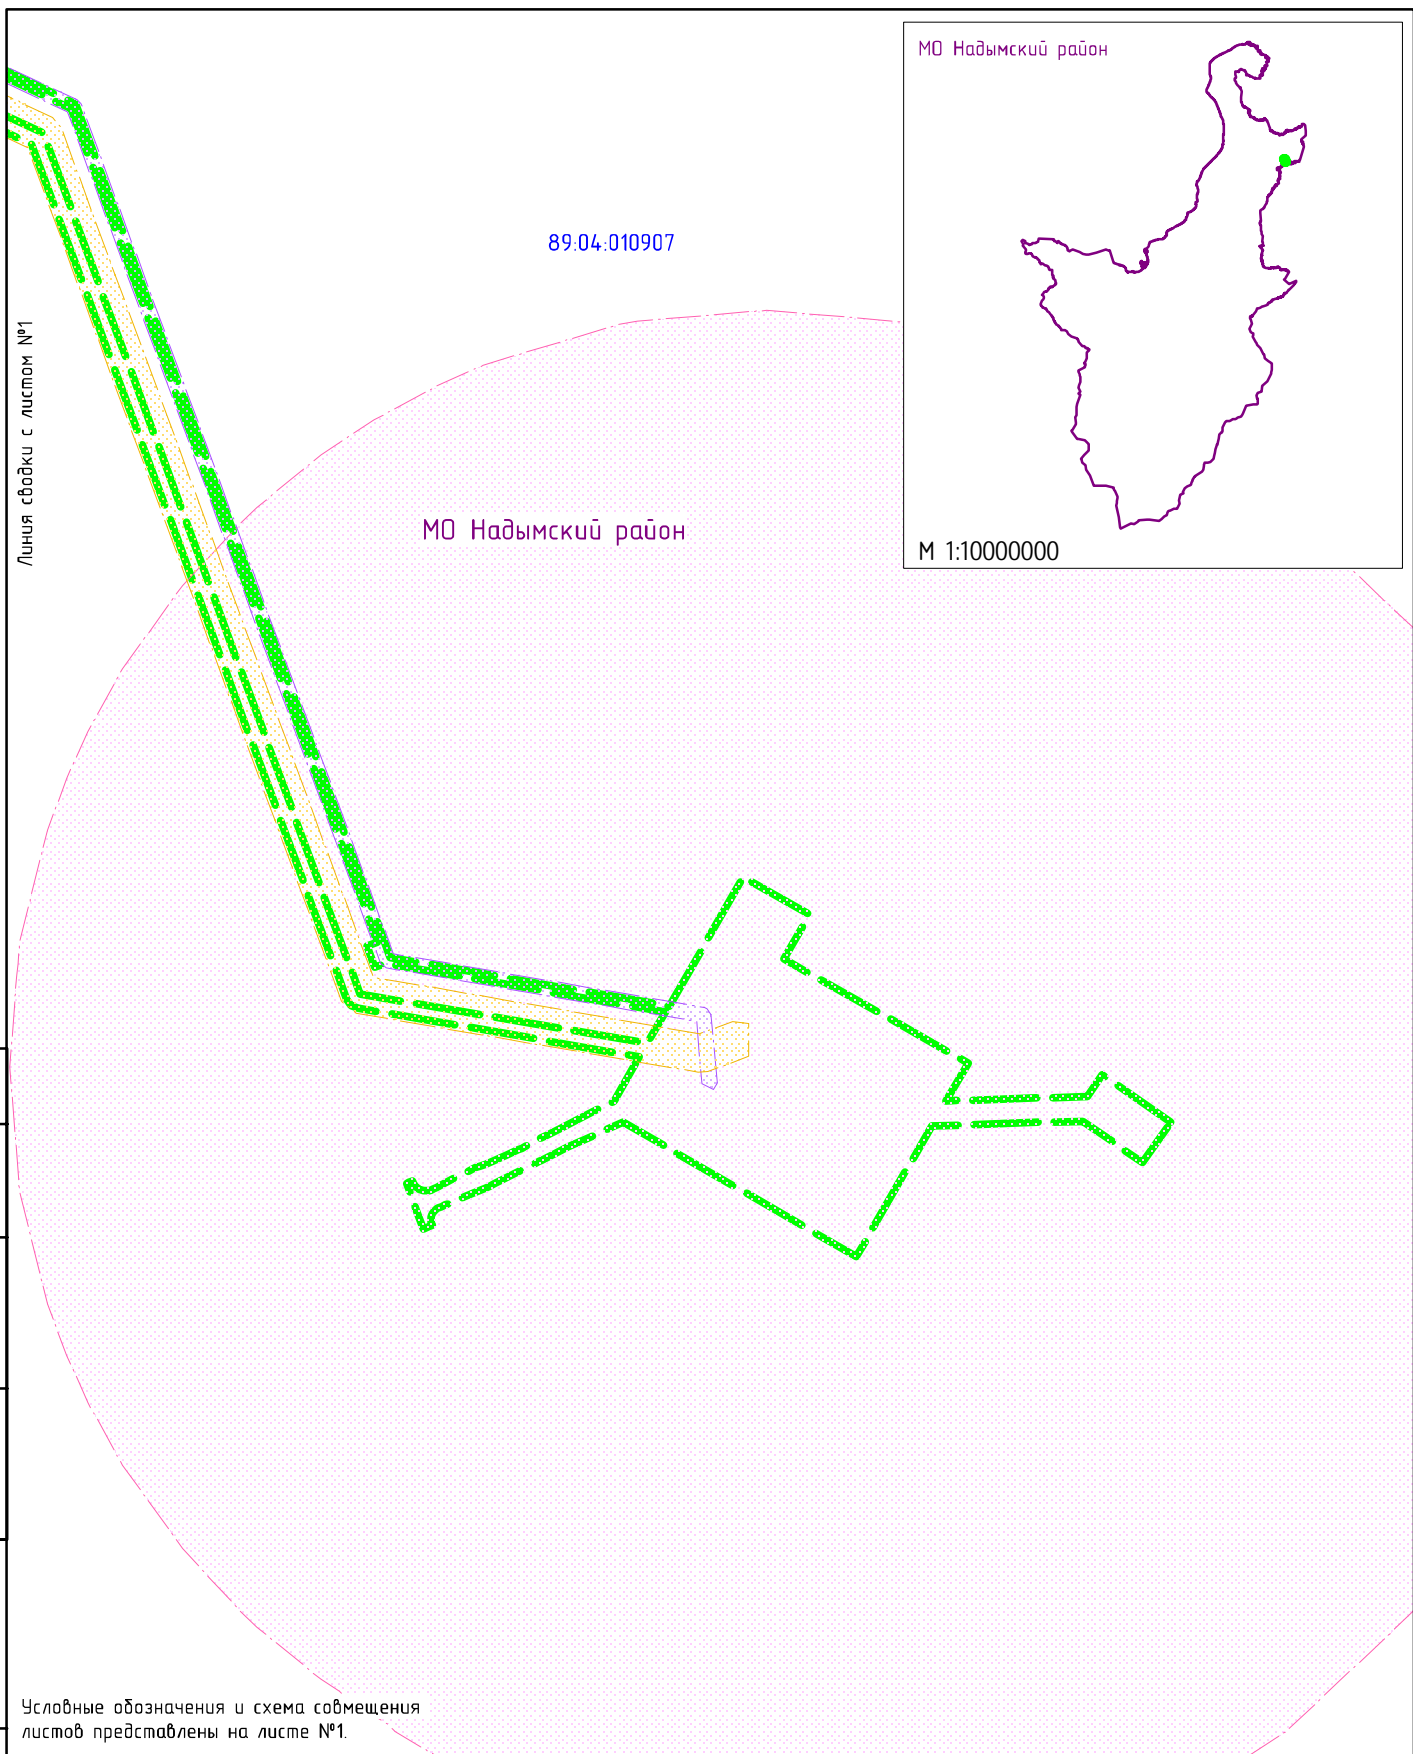 МО Надымский район
89:04:010907
Линия сводки с листом №1
МО Надымский район
М 1:10000000
Условные обозначения и схема совмещения
листов представлены на листе №1.